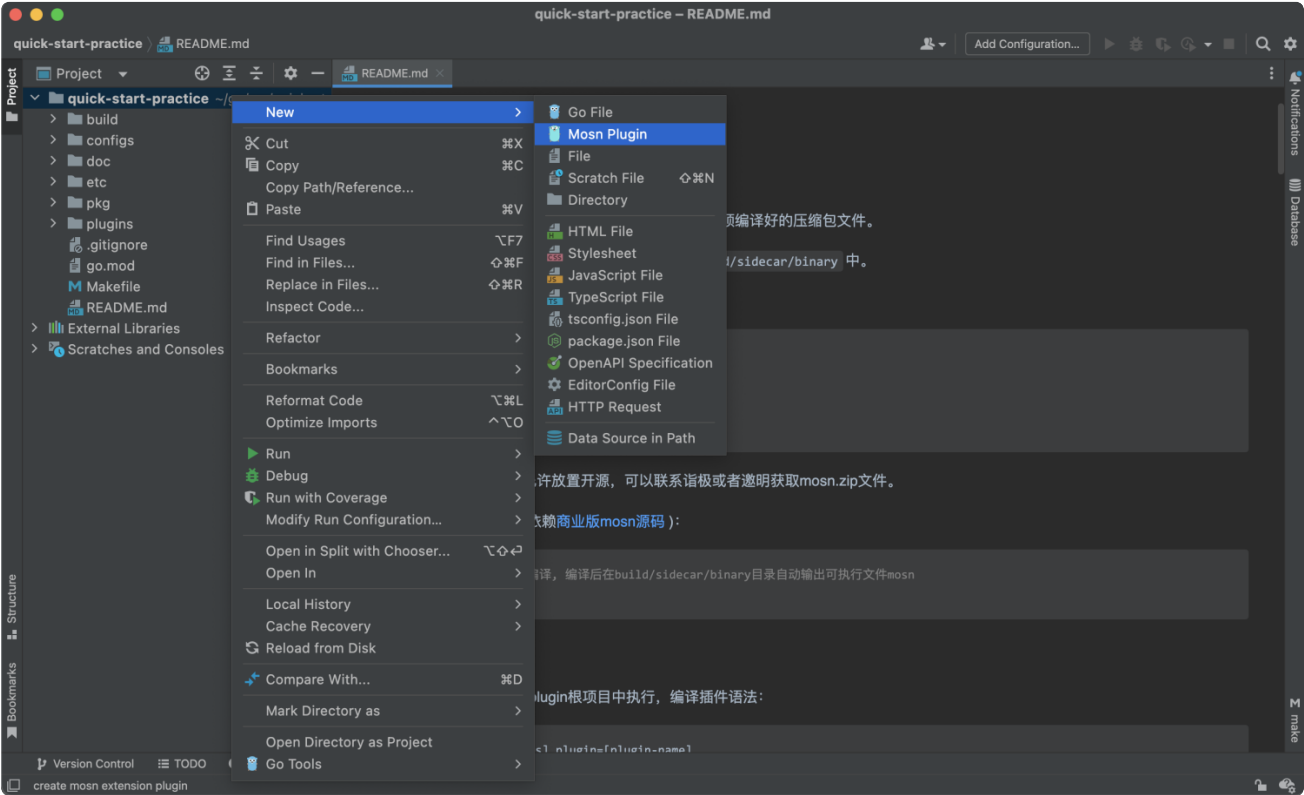 quick-start-practice – README.md
quick-start-practice README.md
Add Configuration...
Project
Project
README.md
quick-start-practice
build
configs
doc
etc
pkg
plugins
.gitignore
go.mod
Makefile
README.md
External Libraries
Scratches and Consoles
New
Cut ⌘X
Copy ⌘C
Copy Path/Reference...
Paste ⌘V
Find Usages ⌥F7
Find in Files... ⇧⌘F
Replace in Files... ⇧⌘R
Inspect Code...
Refactor
Bookmarks
Reformat Code ⌥⌘L
Optimize Imports ^⌥O
Run
Debug
Run with Coverage
Modify Run Configuration...
Open in Split with Chooser... ⌥⇧⏎
Open In
Local History
Cache Recovery
Reload from Disk
Compare With... ⌘D
Mark Directory as
Open Directory as Project
Go Tools
Go File
Mosn Plugin
File
Scratch File ⇧⌘N
Directory
HTML File
Stylesheet
JavaScript File
TypeScript File
tsconfig.json File
package.json File
OpenAPI Specification
EditorConfig File
HTTP Request
Data Source in Path
编译好的压缩包文件。
/sidecar/binary 中。
许放置开源，可以联系诣极或者邀明获取mosn.zip文件。
依赖商业版mosn源码 ）：
编译, 编译后在build/sidecar/binary目录自动输出可执行文件mosn
plugin根项目中执行，编译插件语法：
s] plugin=[plugin-name]
Notifications
Database
make
Structure
Bookmarks
Version Control
TODO
create mosn extension plugin